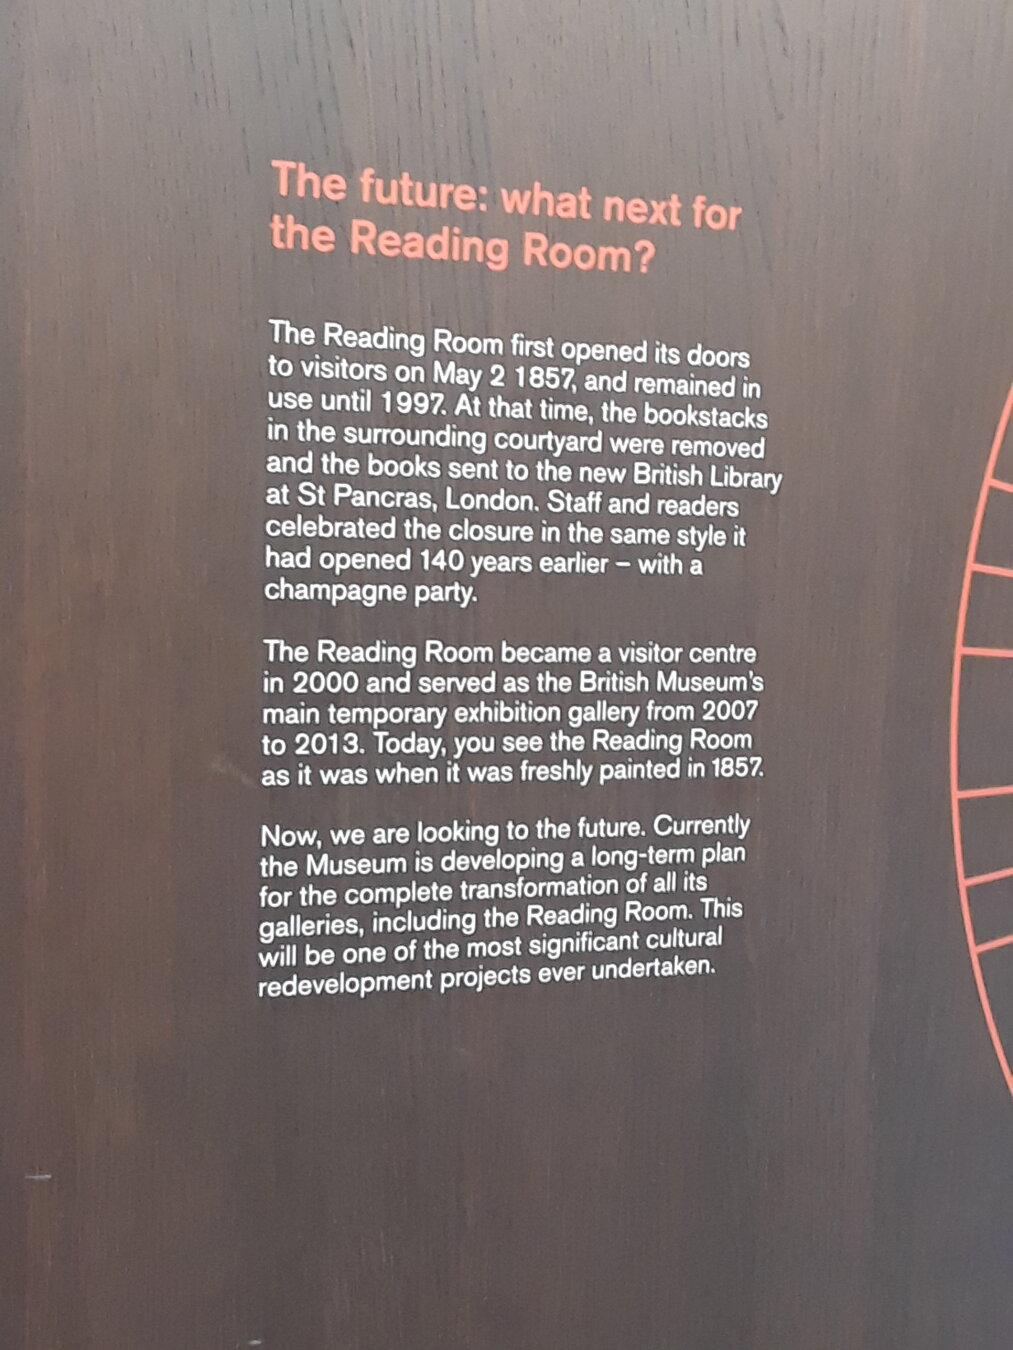 The future: what next for
the Reading Room?
The Reading Room first opened its doors
to visitors on May 2 1857, and remained in
use until 1997. At that time, the bookstacks
in the surrounding courtyard were removed
and the books sent to the new British Library
at St Pancras, London. Staff and readers
celebrated the closure in the same style it
had opened 140 years earlier – with a
champagne party.
The Reading Room became a visitor centre
in 2000 and served as the British Museum's
main temporary exhibition gallery from 2007
to 2013. Today, you see the Reading Room
as it was when it was freshly painted in 1857.
Now, we are looking to the future. Currently
the Museum is developing a long-term plan
for the complete transformation of all its
galleries, including the Reading Room. This
will be one of the most significant cultural
redevelopment projects ever undertaken.